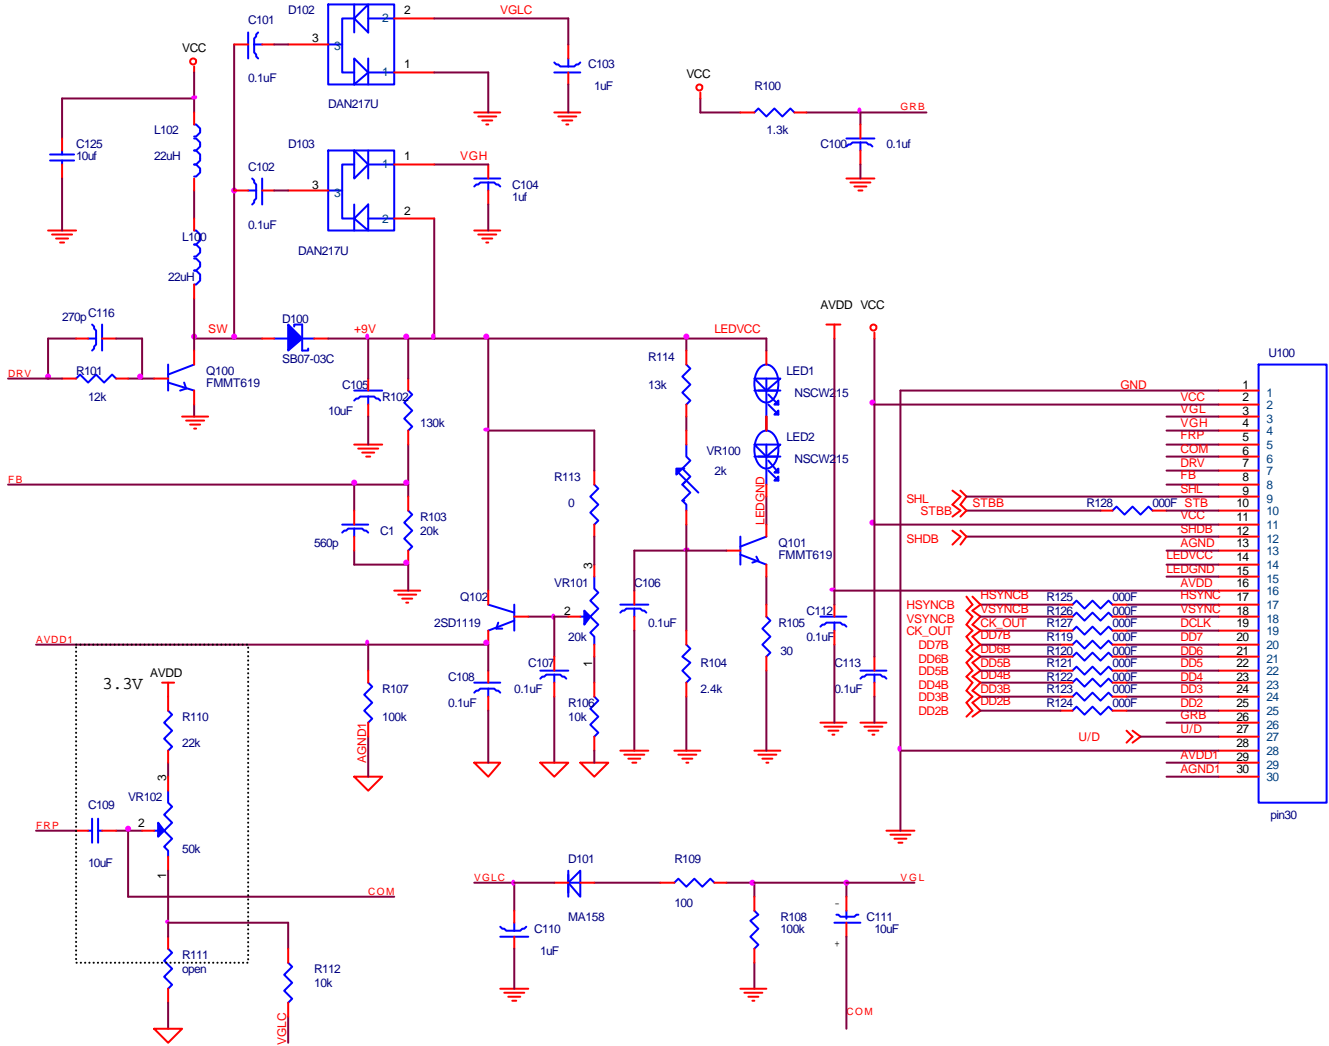 C101
0.1uF
D102
3
3
2
2
1
1
DAN217U
VGLC
C103
1uF
VCC
C125
10uf
L102
22uH
L100
22uH
C102
0.1uF
D103
3
3
1
1
2
2
DAN217U
VGH
C104
1uf
VCC
R100
1.3k
GRB
C100
0.1uf
270p
C116
DRV
R101
12k
SW
Q100
FMMT619
D100
SB07-03C
+9V
LEDVCC
C105
10uF
R102
130k
R114
13k
VR100
2k
LED1
NSCW215
LED2
NSCW215
LEDGND
Q101
FMMT619
FB
C1
560p
R103
20k
R113
0
Q102
2SD1119
3
VR101
2
20k
1
C106
0.1uF
C107
0.1uF
C108
0.1uF
R106
10k
R104
2.4k
R105
30
AVDD1
R107
100k
AGND1
3.3V
AVDD
R110
22k
3
VR102
2
50k
1
C109
10uF
FRP
COM
R111
open
R112
10k
VGLC
VGLC
D101
MA158
R109
100
VGL
C110
1uF
R108
100k
-
C111
10uF
+
COM
AVDD
VCC
C112
0.1uF
C113
0.1uF
U100
pin30
GND 1 1
VCC 2 2
VGL 3 3
VGH 4 4
FRP 5 5
COM 6 6
DRV 7 7
FB 8 8
SHL SHL 9 9
STBB STBB R128 000F STB 10 10
VCC 11 11
SHDB SHDB 12 12
AGND 13 13
LEDVCC 14 14
LEDGND 15 15
AVDD 16 16
HSYNCB HSYNCB R125 000F HSYNC 17 17
VSYNCB VSYNCB R126 000F VSYNC 18 18
CK_OUT CK_OUT R127 000F DCLK 19 19
DD7B DD7B R119 000F DD7 20 20
DD6B DD6B R120 000F DD6 21 21
DD5B DD5B R121 000F DD5 22 22
DD4B DD4B R122 000F DD4 23 23
DD3B DD3B R123 000F DD3 24 24
DD2B DD2B R124 000F DD2 25 25
GRB 26 26
U/D U/D 27 27
28 28
AVDD1 29 29
AGND1 30 30